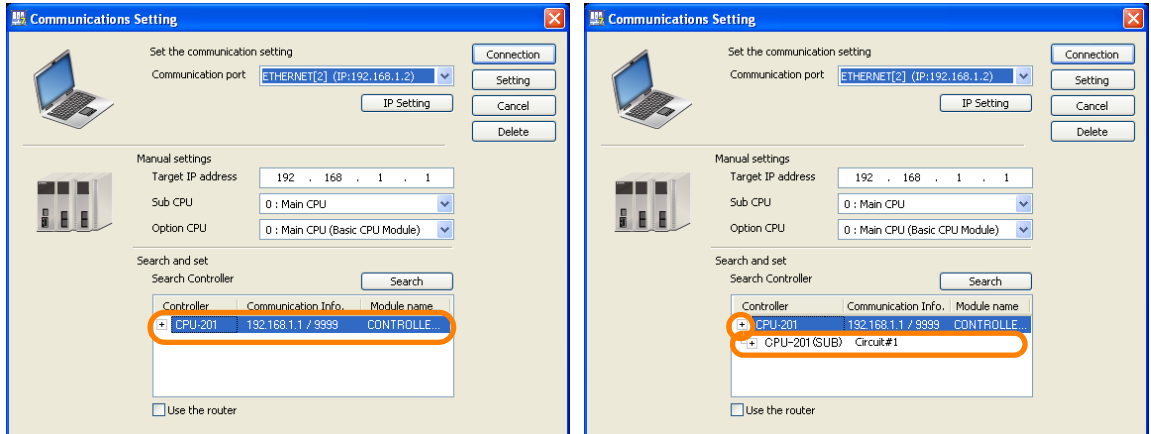 Communications Setting
Set the communication setting
Communication port ETHERNET[2] (IP:192.168.1.2)
IP Setting
Connection
Setting
Cancel
Delete
Manual settings
Target IP address 192 . 168 . 1 . 1
Sub CPU 0 : Main CPU
Option CPU 0 : Main CPU (Basic CPU Module)
Search and set
Search Controller Search
Controller Communication Info. Module name
CPU-201 192.168.1.1 / 9999 CONTROLLE...
Use the router
Communications Setting
Set the communication setting
Communication port ETHERNET[2] (IP:192.168.1.2)
IP Setting
Connection
Setting
Cancel
Delete
Manual settings
Target IP address 192 . 168 . 1 . 1
Sub CPU 0 : Main CPU
Option CPU 0 : Main CPU (Basic CPU Module)
Search and set
Search Controller Search
Controller Communication Info. Module name
CPU-201 192.168.1.1 / 9999 CONTROLLE...
CPU-201(SUB) Circuit#1
Use the router